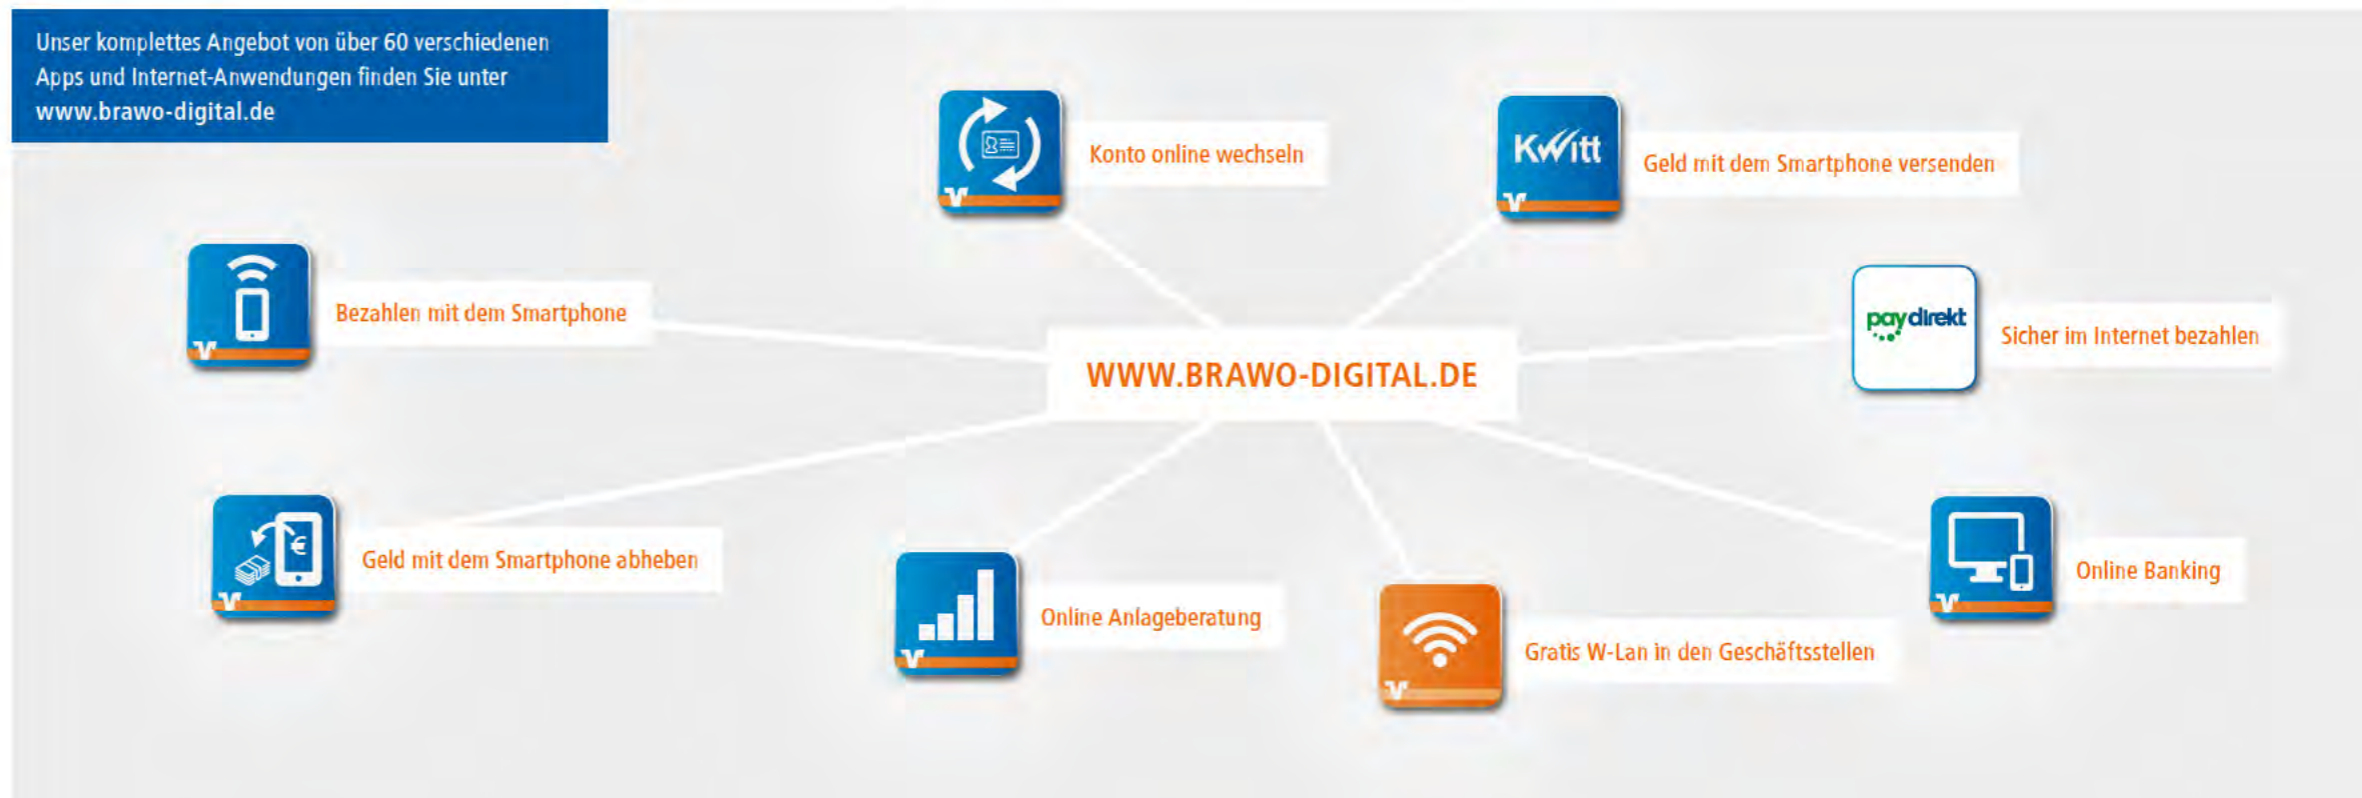 Unser komplettes Angebot von über 60 verschiedenen
Apps und Internet-Anwendungen finden Sie unter
www.brawo-digital.de
Konto online wechseln
Kwitt
Geld mit dem Smartphone versenden
Bezahlen mit dem Smartphone
paydirekt
Sicher im Internet bezahlen
WWW.BRAWO-DIGITAL.DE
€
Geld mit dem Smartphone abheben
Online Banking
Online Anlageberatung
Gratis W-Lan in den Geschäftsstellen